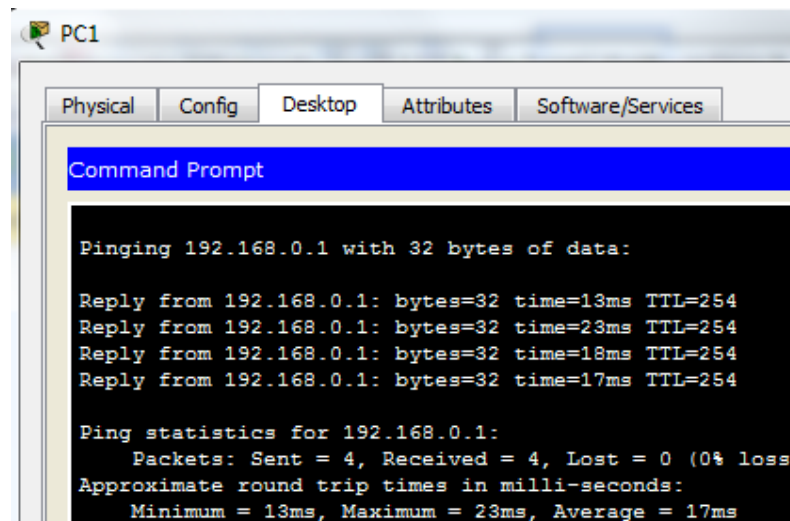 PC1
Physical Config Desktop Attributes Software/Services
Command Prompt
Pinging 192.168.0.1 with 32 bytes of data:
Reply from 192.168.0.1: bytes=32 time=13ms TTL=254
Reply from 192.168.0.1: bytes=32 time=23ms TTL=254
Reply from 192.168.0.1: bytes=32 time=18ms TTL=254
Reply from 192.168.0.1: bytes=32 time=17ms TTL=254
Ping statistics for 192.168.0.1:
Packets: Sent = 4, Received = 4, Lost = 0 (0% loss
Approximate round trip times in milli-seconds:
Minimum = 13ms, Maximum = 23ms, Average = 17ms